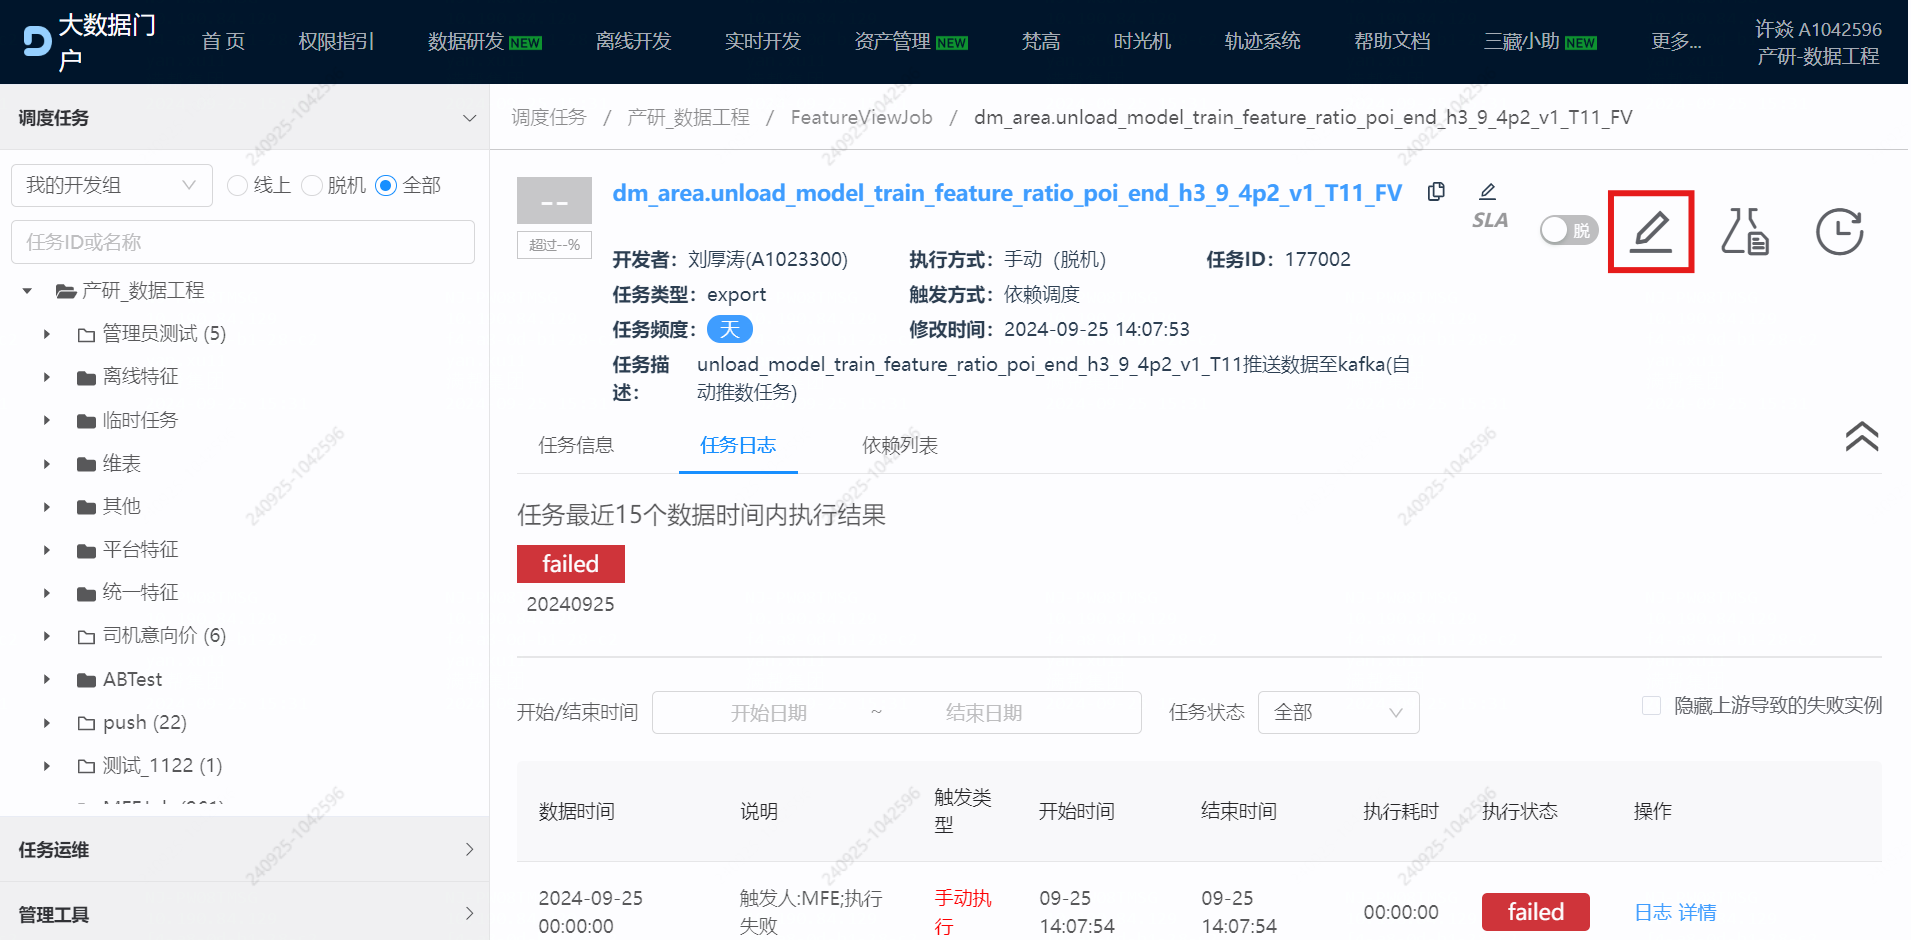 大数据门户
首 页 权限指引 数据研发 NEW 离线开发 实时开发 资产管理 NEW 梵高 时光机 轨迹系统 帮助文档 三藏小助 NEW 更多...
许焱 A1042596
产研-数据工程
调度任务
我的开发组 线上 脱机 全部
任务ID或名称
产研_数据工程
管理员测试 (5)
离线特征
临时任务
维表
其他
平台特征
统一特征
司机意向价 (6)
ABTest
push (22)
测试_1122 (1)
任务运维
管理工具
调度任务 / 产研_数据工程 / FeatureViewJob / dm_area.unload_model_train_feature_ratio_poi_end_h3_9_4p2_v1_T11_FV
--
超过--%
dm_area.unload_model_train_feature_ratio_poi_end_h3_9_4p2_v1_T11_FV
SLA
脱
开发者： 刘厚涛(A1023300) 执行方式： 手动（脱机） 任务ID： 177002
任务类型： export 触发方式： 依赖调度
任务频度： 天 修改时间： 2024-09-25 14:07:53
任务描述： unload_model_train_feature_ratio_poi_end_h3_9_4p2_v1_T11推送数据至kafka(自
动推数任务)
任务信息 任务日志 依赖列表
任务最近15个数据时间内执行结果
failed
20240925
开始/结束时间 开始日期 ~ 结束日期 任务状态 全部 隐藏上游导致的失败实例
数据时间 说明 触发类型 开始时间 结束时间 执行耗时 执行状态 操作
2024-09-25 00:00:00 触发人:MFE;执行失败 手动执行 09-25 14:07:54 09-25 14:07:54 00:00:00 failed 日志 详情
240925-1042596
240925-1042596
240925-1042596
240925-1042596
240925-1042596
240925-1042596
240925-1042596
240925-1042596
240925-1042596